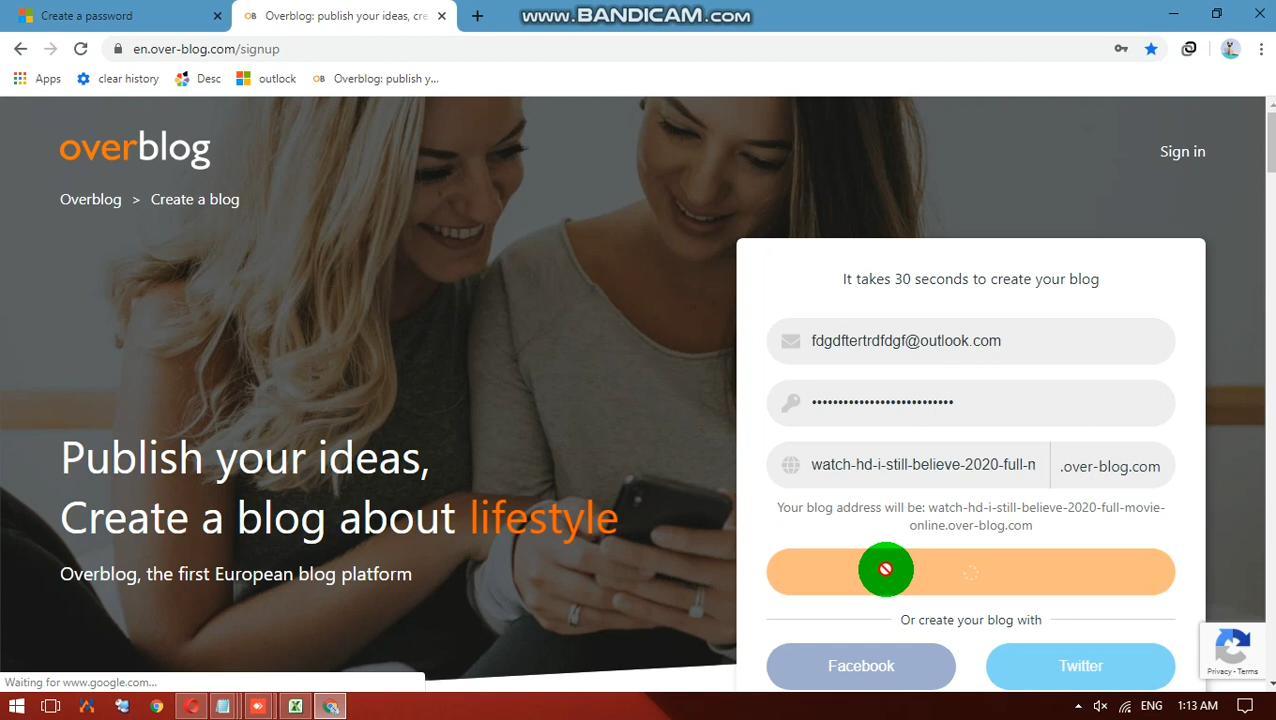 Create a password
Overblog: publish your ideas, cre
www.BANDICAM.com
en.over-blog.com/signup
Apps
clear history
Desc
outlock
Overblog: publish y...
overblog
Sign in
Overblog > Create a blog
It takes 30 seconds to create your blog
fdgdftertrdfdgf@outlook.com
watch-hd-i-still-believe-2020-full-n
.over-blog.com
Your blog address will be: watch-hd-i-still-believe-2020-full-movie-
online.over-blog.com
Publish your ideas,
Create a blog about lifestyle
Overblog, the first European blog platform
Or create your blog with
Facebook
Twitter
Privacy - Terms
Waiting for www.google.com...
ENG
1:13 AM